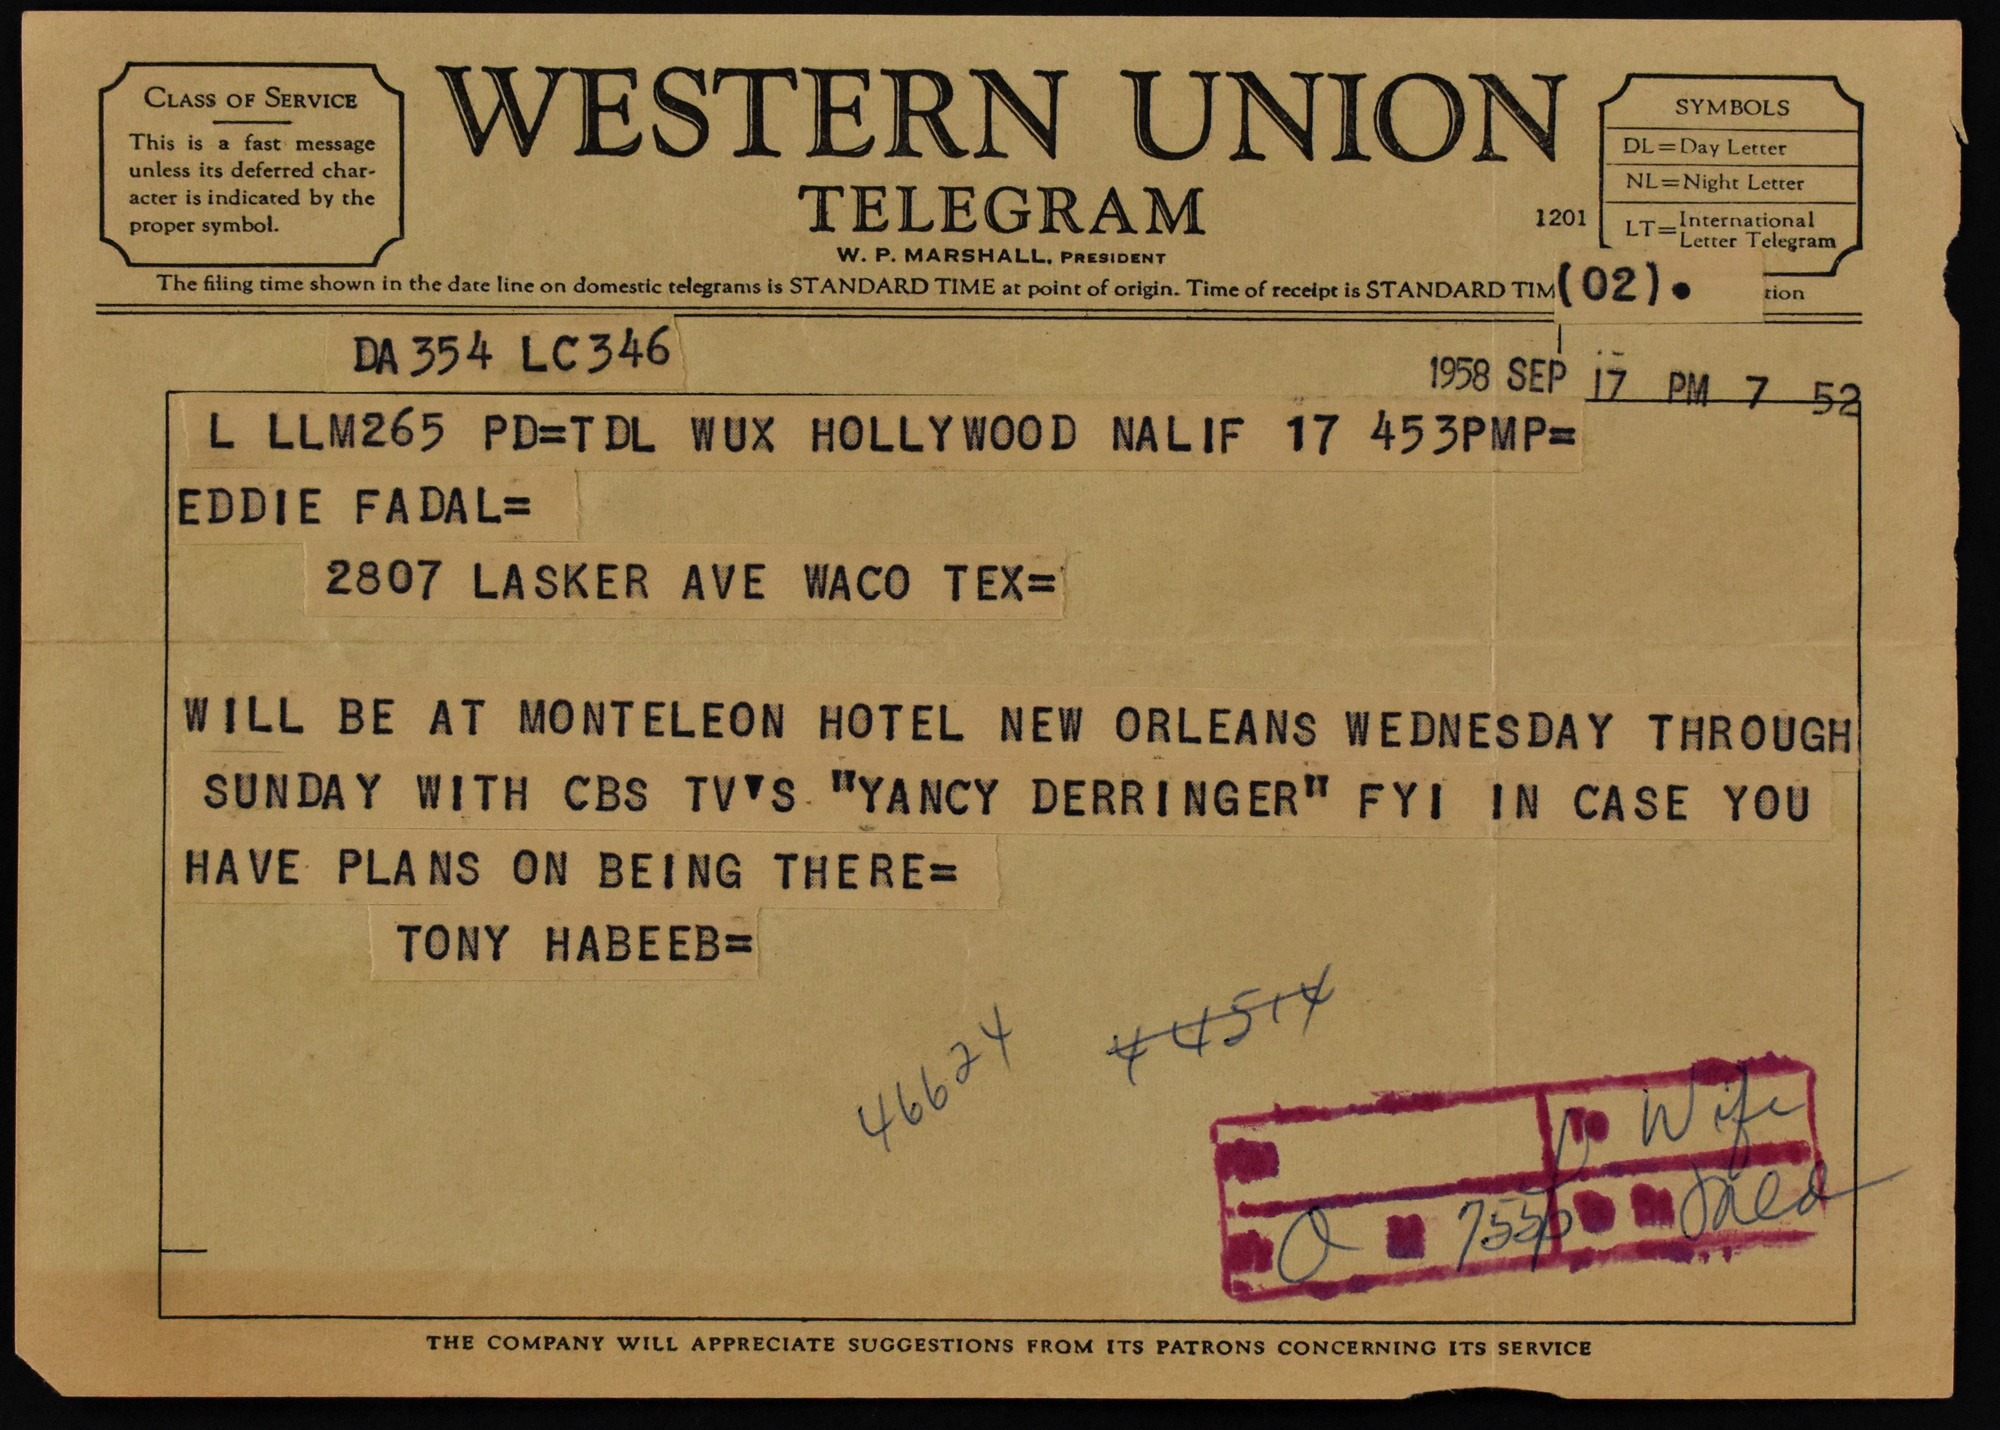 CLASS OF SERVICE
This is a fast message
unless its deferred char-
acter is indicated by the
proper symbol.
WESTERN UNION
TELEGRAM
W. P. MARSHALL, PRESIDENT
1201
SYMBOLS
DL=Day Letter
NL=Night Letter
LT=International Letter Telegram
The filing time shown in the date line on domestic telegrams is STANDARD TIME at point of origin. Time of receipt is STANDARD TIM(02). tion
DA354 LC346
1958 SEP 17 PM 7 52
L LLM265 PD=TDL WUX HOLLYWOOD NALIF 17 453PMP=
EDDIE FADAL=
2807 LASKER AVE WACO TEX=
WILL BE AT MONTELEON HOTEL NEW ORLEANS WEDNESDAY THROUGH
SUNDAY WITH CBS TV'S "YANCY DERRINGER" FYI IN CASE YOU
HAVE PLANS ON BEING THERE=
TONY HABEEB=
46624
44514
Wife
755p
THE COMPANY WILL APPRECIATE SUGGESTIONS FROM ITS PATRONS CONCERNING ITS SERVICE